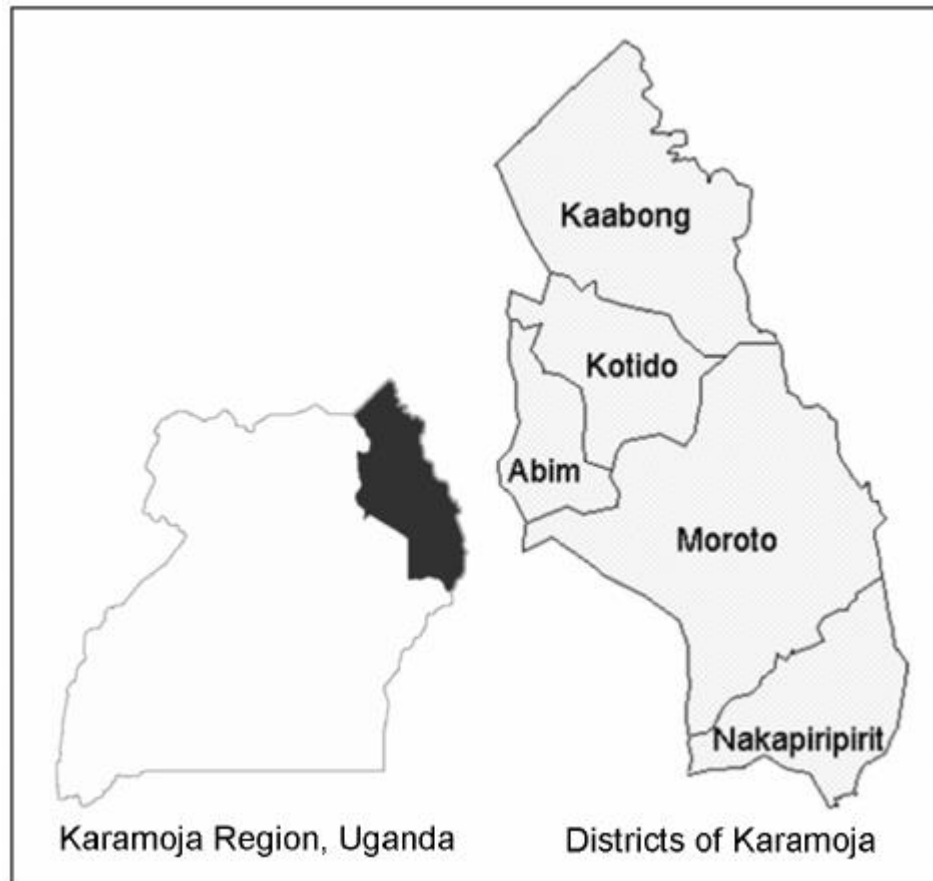 Kaabong
Kotido
Abim
Moroto
Nakapiripirit
Karamoja Region, Uganda
Districts of Karamoja